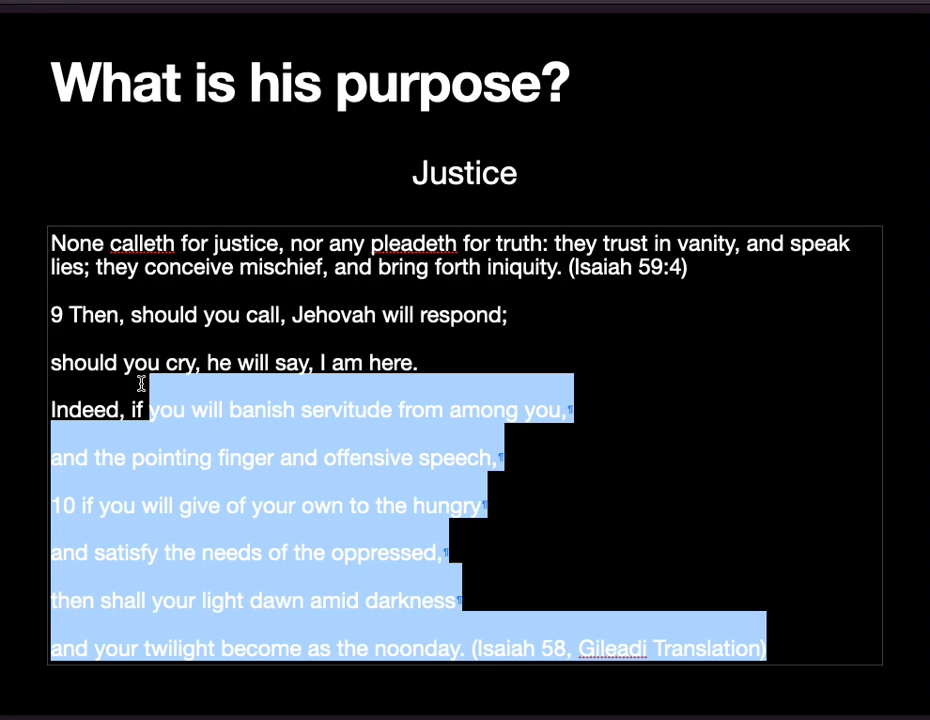 What is his purpose?
Justice
None calleth for justice, nor any pleadeth for truth: they trust in vanity, and speak
lies; they conceive mischief, and bring forth iniquity. (Isaiah 59:4)
9 Then, should you call, Jehovah will respond;
should you cry, he will say, I am here.
Indeed, if you will banish servitude from among you,¶
and the pointing finger and offensive speech,¶
10 if you will give of your own to the hungry¶
and satisfy the needs of the oppressed,¶
then shall your light dawn amid darkness¶
and your twilight become as the noonday. (Isaiah 58, Gileadi Translation)